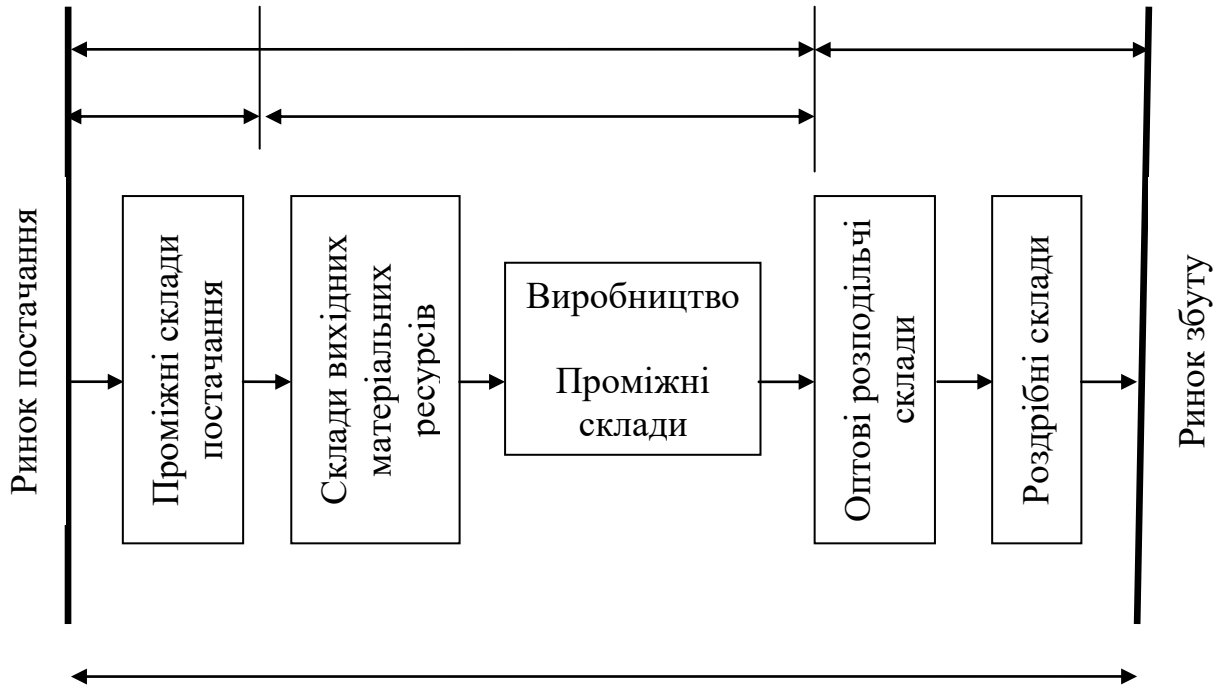 Ринок постачання
Проміжні склади
постачання
Склади вихідних
матеріальних
ресурсів
Виробництво
Проміжні
склади
Оптові розподільчі
склади
Роздрібні склади
Ринок збуту